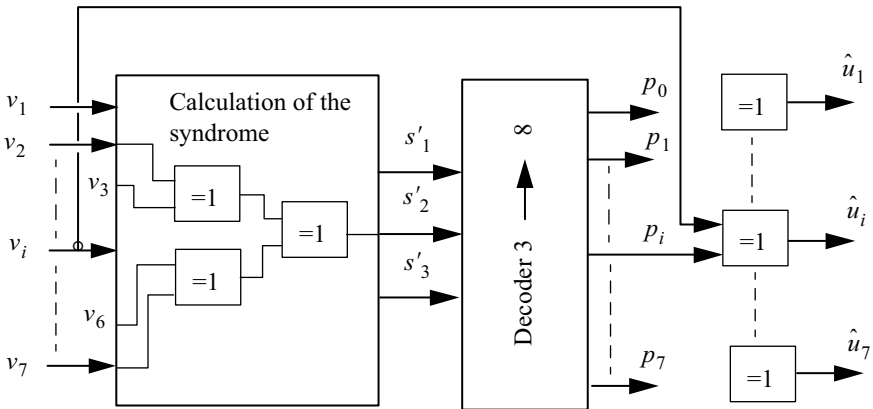 v1
v2
v3
vi
v6
v7
Calculation of the
syndrome
=1
=1
=1
s'1
s'2
s'3
Decoder 3 → ∞
p0
p1
pi
p7
=1
=1
=1
û1
ûi
û7